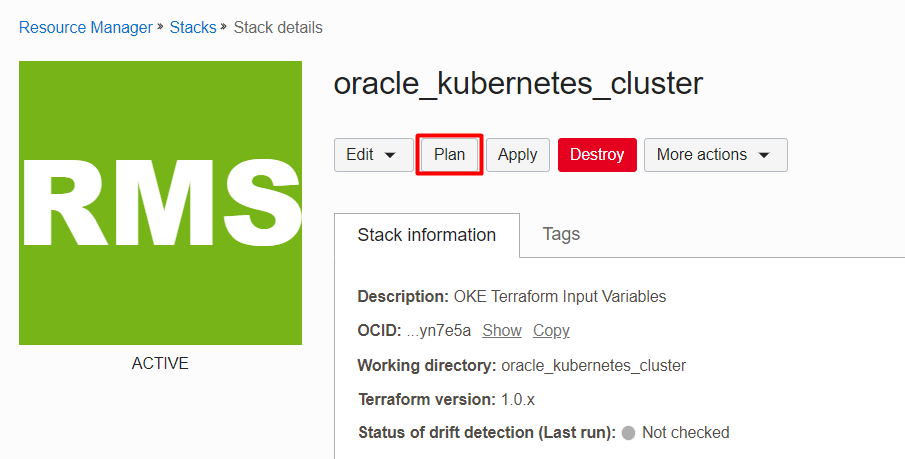 Resource Manager » Stacks » Stack details
RMS
ACTIVE
oracle_kubernetes_cluster
Edit Plan Apply Destroy More actions
Stack information Tags
Description: OKE Terraform Input Variables
OCID: ...yn7e5a Show Copy
Working directory: oracle_kubernetes_cluster
Terraform version: 1.0.x
Status of drift detection (Last run): Not checked